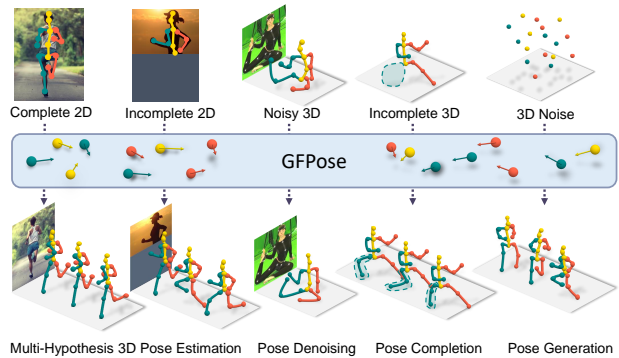 Complete 2D
Incomplete 2D
Noisy 3D
Incomplete 3D
3D Noise
GFPose
Multi-Hypothesis 3D Pose Estimation
Pose Denoising
Pose Completion
Pose Generation